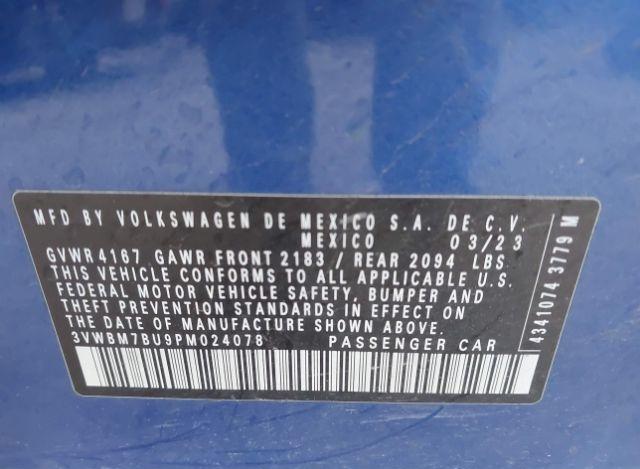 MFD BY VOLKSWAGEN DE MEXICO S.A. DE C.V.
MEXICO 03/23
GVWR 4167 GAWR FRONT 2183 / REAR 2094 LBS.
THIS VEHICLE CONFORMS TO ALL APPLICABLE U.S.
FEDERAL MOTOR VEHICLE SAFETY, BUMPER AND
THEFT PREVENTION STANDARDS IN EFFECT ON
THE DATE OF MANUFACTURE SHOWN ABOVE.
3VWBM7BU9PM024078 PASSENGER CAR
4341074 3779 M